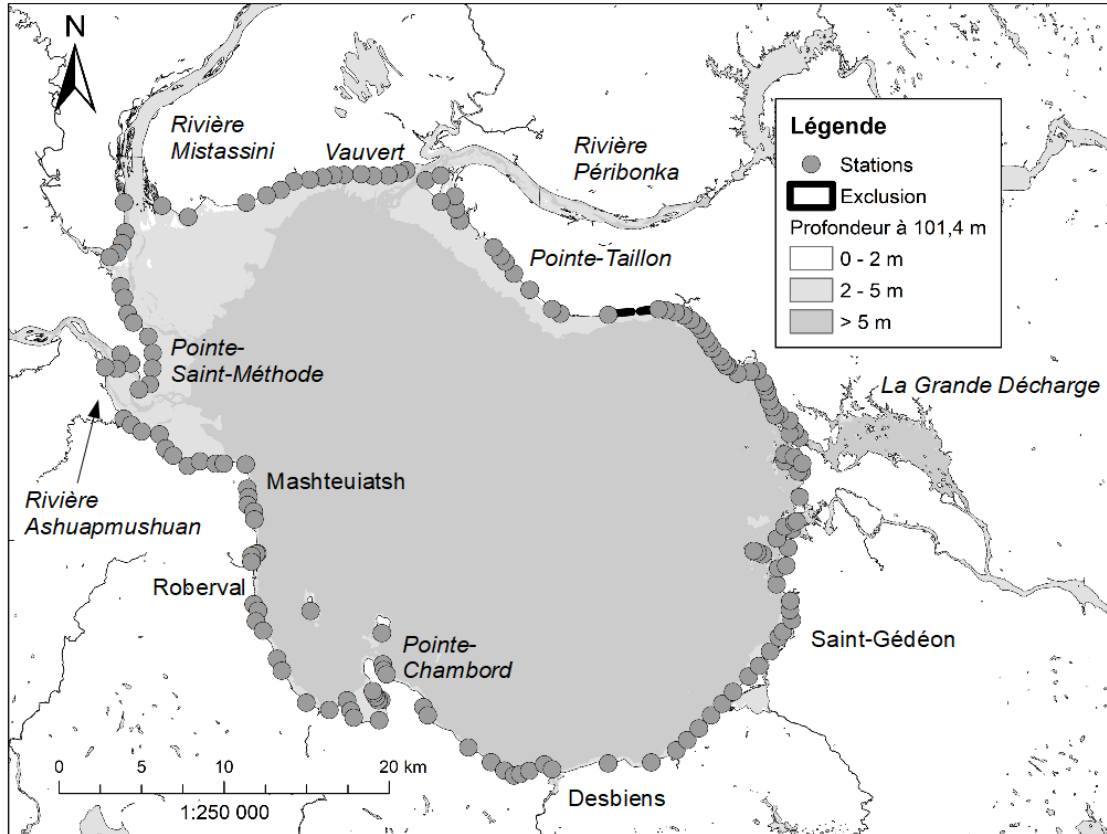 N
Rivière
Mistassini
Vauvert
Rivière
Péribonka
Légende
Stations
Exclusion
Profondeur à 101,4 m
0 - 2 m
2 - 5 m
> 5 m
Pointe-Taillon
Pointe-
Saint-Méthode
La Grande Décharge
Mashteuiatsh
Rivière
Ashuapmushuan
Roberval
Pointe-
Chambord
Saint-Gédéon
0 5 10 20 km
1:250 000
Desbiens